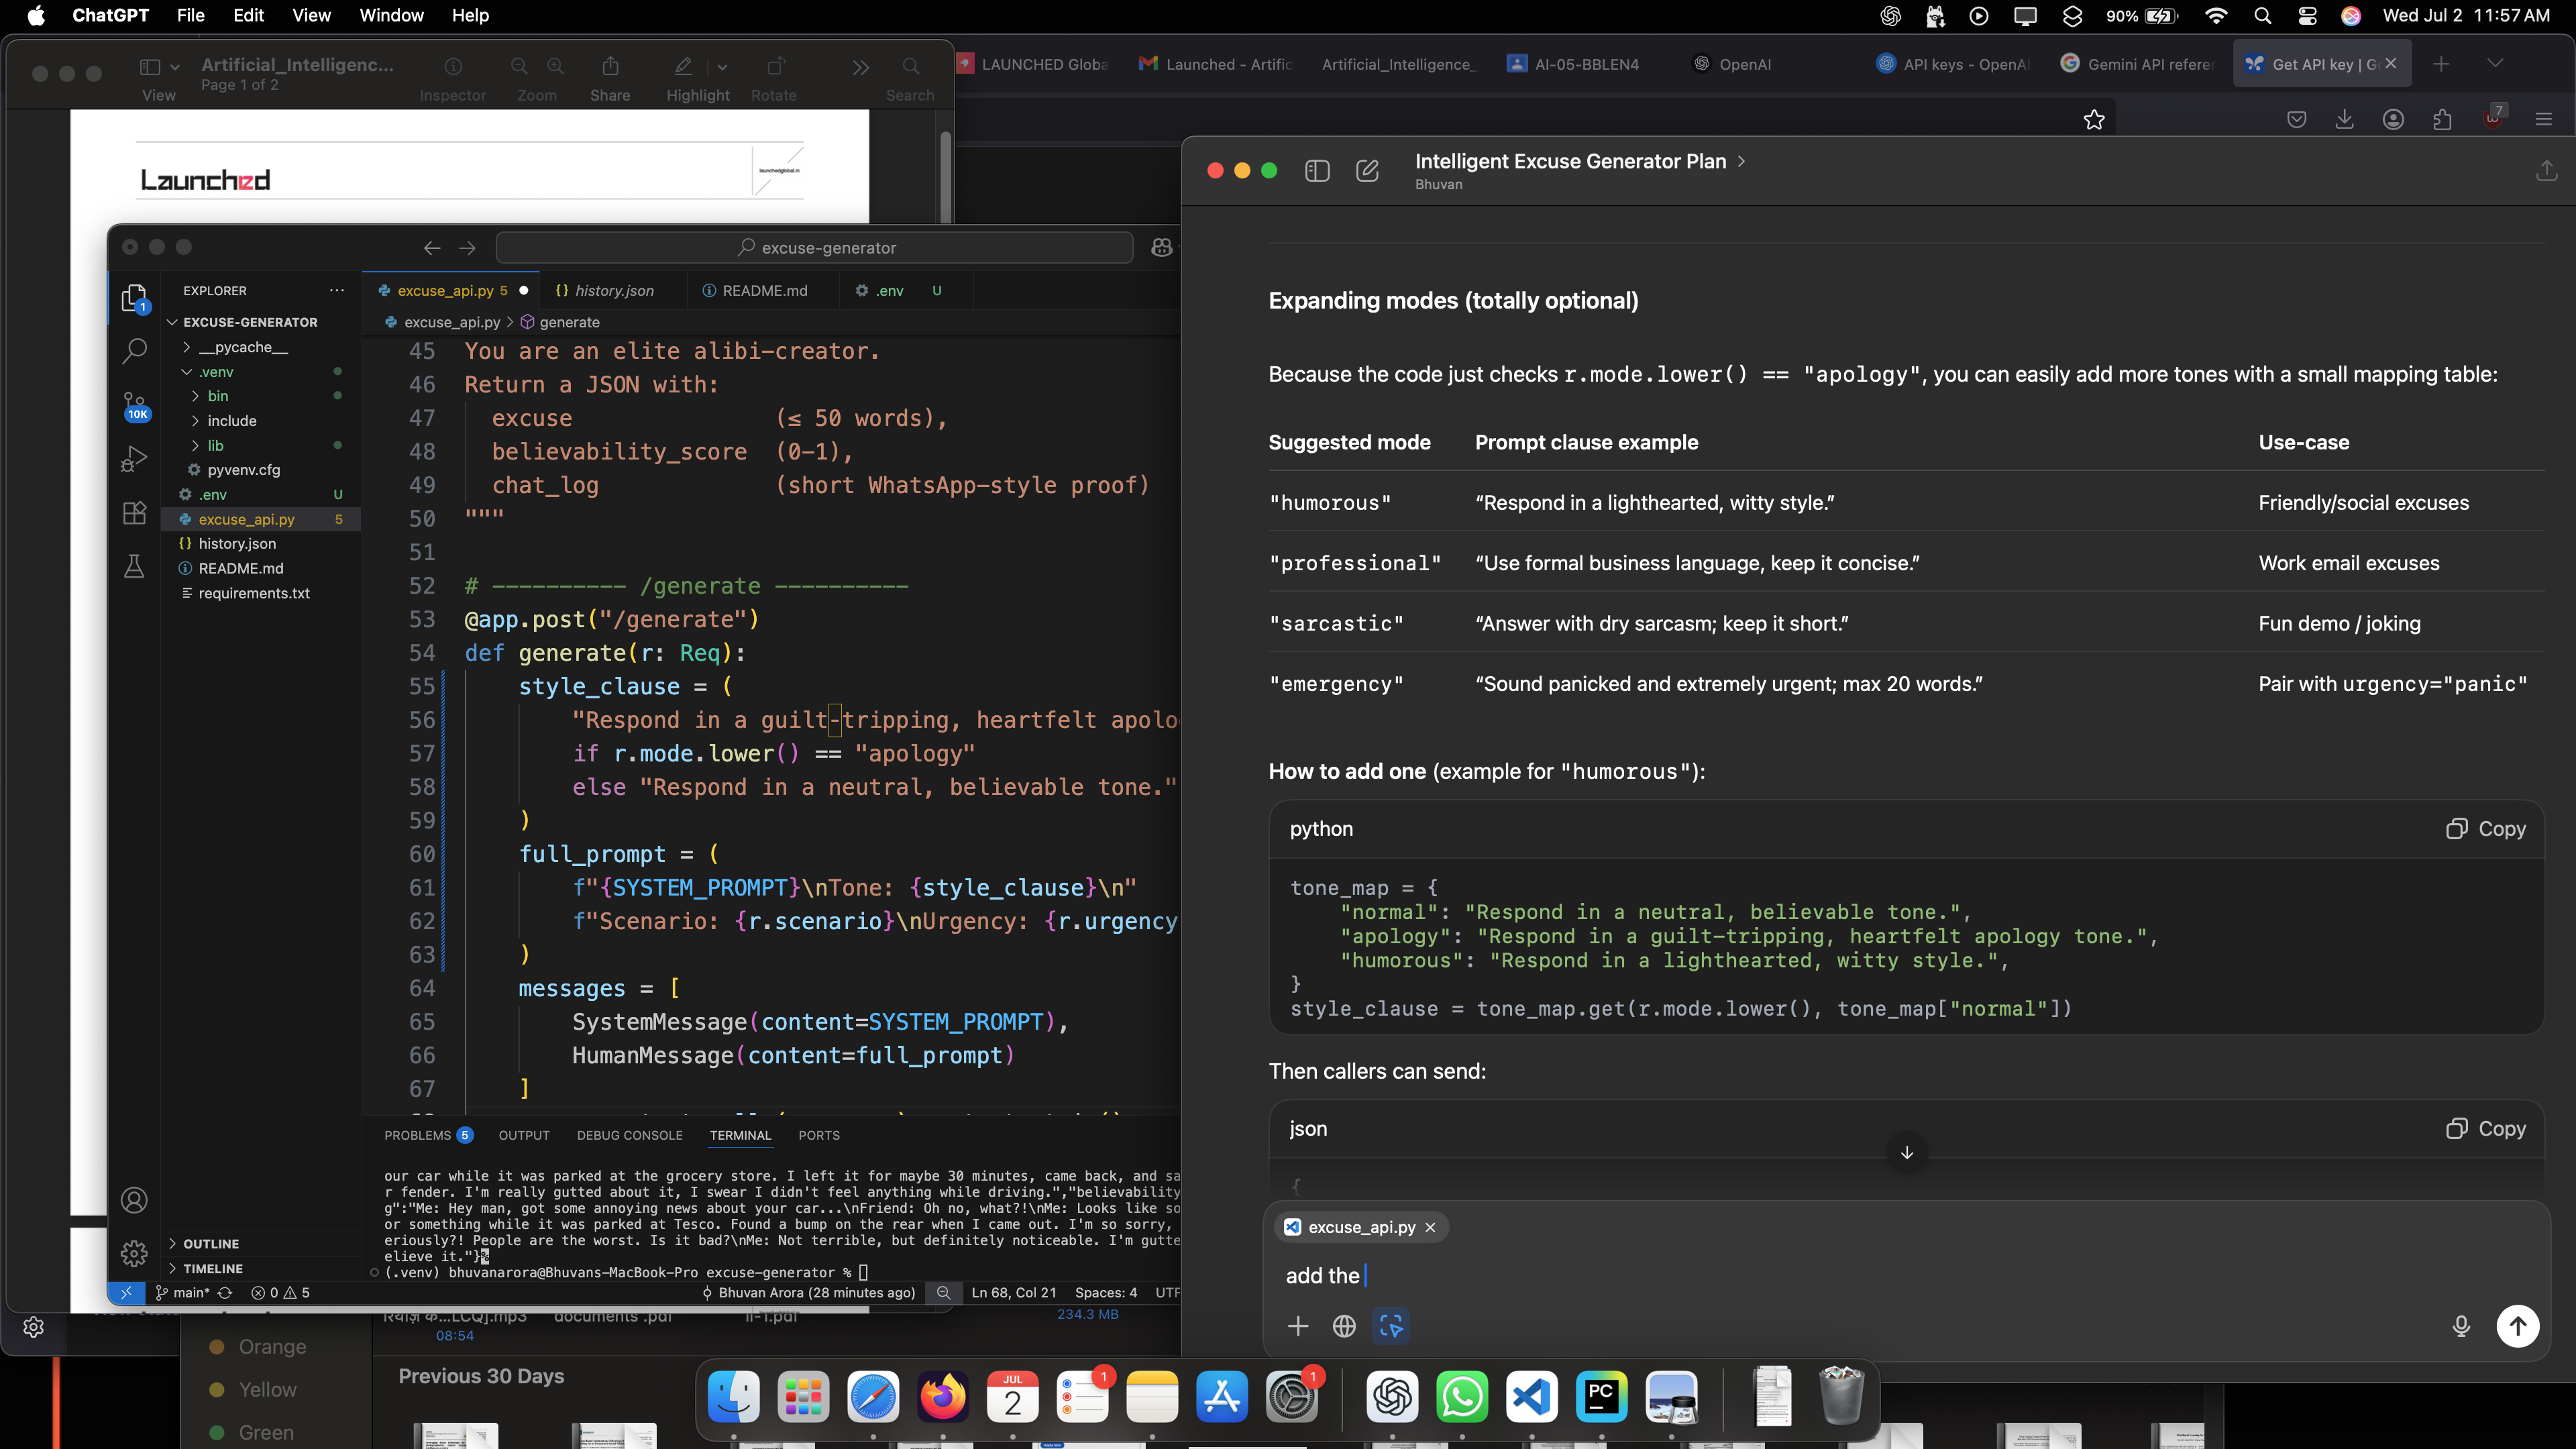 ChatGPT File Edit View Window Help
90% Wed Jul 2 11:57 AM
Artificial_Intelligenc...
Page 1 of 2
View Inspector Zoom Share Highlight Rotate Search
LAUNCHED Globa Launched - Artific Artificial_Intelligence_ AI-05-BBLEN4 OpenAI API keys - OpenAI Gemini API refere Get API key | G
7
Launched
launchedglobal.in
excuse-generator
EXPLORER
EXCUSE-GENERATOR
__pycache__
.venv
bin
include
lib
pyvenv.cfg
.env U
excuse_api.py 5
history.json
README.md
requirements.txt
OUTLINE
TIMELINE
1
10K
excuse_api.py 5 history.json README.md .env U
excuse_api.py > generate
45 You are an elite alibi-creator.
46 Return a JSON with:
47 excuse (≤ 50 words),
48 believability_score (0-1),
49 chat_log (short WhatsApp-style proof)
50 """
51
52 # ---------- /generate ----------
53 @app.post("/generate")
54 def generate(r: Req):
55 style_clause = (
56 "Respond in a guilt-tripping, heartfelt apolo
57 if r.mode.lower() == "apology"
58 else "Respond in a neutral, believable tone."
59 )
60 full_prompt = (
61 f"{SYSTEM_PROMPT}\nTone: {style_clause}\n"
62 f"Scenario: {r.scenario}\nUrgency: {r.urgency
63 )
64 messages = [
65 SystemMessage(content=SYSTEM_PROMPT),
66 HumanMessage(content=full_prompt)
67 ]
PROBLEMS 5 OUTPUT DEBUG CONSOLE TERMINAL PORTS
our car while it was parked at the grocery store. I left it for maybe 30 minutes, came back, and sa
r fender. I'm really gutted about it, I swear I didn't feel anything while driving.","believability
g":"Me: Hey man, got some annoying news about your car...\nFriend: Oh no, what?!\nMe: Looks like so
or something while it was parked at Tesco. Found a bump on the rear when I came out. I'm so sorry,
eriously?! People are the worst. Is it bad?\nMe: Not terrible, but definitely noticeable. I'm gutte
elieve it."}%
(.venv) bhuvanarora@Bhuvans-MacBook-Pro excuse-generator %
main* 0 5 Bhuvan Arora (28 minutes ago) Ln 68, Col 21 Spaces: 4 UTF
Intelligent Excuse Generator Plan
Bhuvan
Expanding modes (totally optional)
Because the code just checks r.mode.lower() == "apology", you can easily add more tones with a small mapping table:
Suggested mode Prompt clause example Use-case
"humorous" “Respond in a lighthearted, witty style.” Friendly/social excuses
"professional" “Use formal business language, keep it concise.” Work email excuses
"sarcastic" “Answer with dry sarcasm; keep it short.” Fun demo / joking
"emergency" “Sound panicked and extremely urgent; max 20 words.” Pair with urgency="panic"
How to add one (example for "humorous"):
python Copy
tone_map = {
"normal": "Respond in a neutral, believable tone.",
"apology": "Respond in a guilt-tripping, heartfelt apology tone.",
"humorous": "Respond in a lighthearted, witty style.",
}
style_clause = tone_map.get(r.mode.lower(), tone_map["normal"])
Then callers can send:
json Copy
{
excuse_api.py
add the
Orange
Yellow
Green
08:54
documents .pdf
234.3 MB
Previous 30 Days
JUL
2
1
1
PC